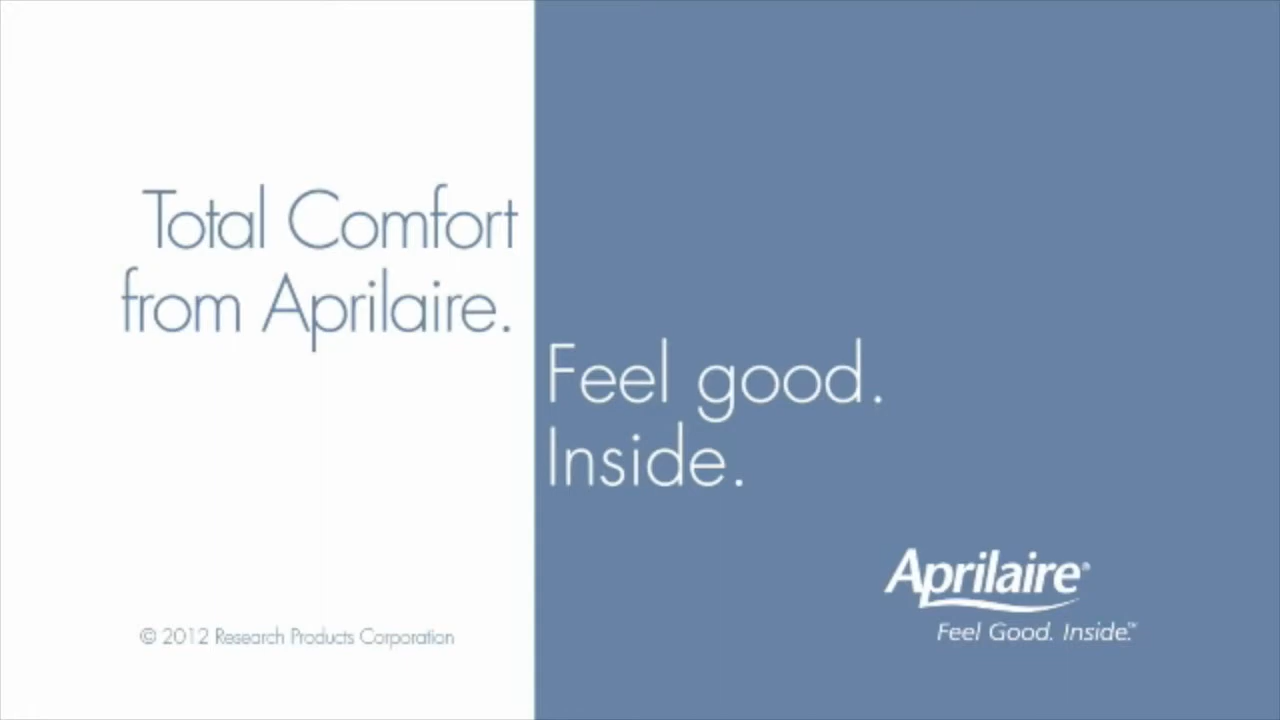 Total Comfort
from Aprilaire.
Feel good.
Inside.
Aprilaire®
Feel Good. Inside.™
© 2012 Research Products Corporation